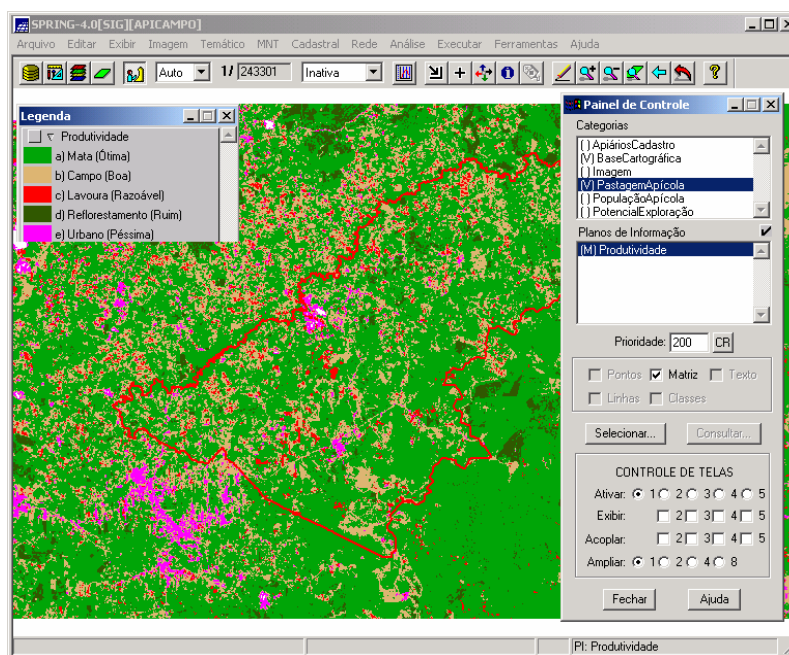 SPRING-4.0[SIG][APICAMPO]
Arquivo Editar Exibir Imagem Temático MNT Cadastral Rede Análise Executar Ferramentas Ajuda
Auto 1/ 243301 Inativa
Legenda
Produtividade
a) Mata (Ótima)
b) Campo (Boa)
c) Lavoura (Razoável)
d) Reflorestamento (Ruim)
e) Urbano (Péssima)
Painel de Controle
Categorias
( ) ApiáriosCadastro
(V) BaseCartográfica
( ) Imagem
(V) PastagemApícola
( ) PopulaçãoApícola
( ) PotencialExploração
Planos de Informação
(M) Produtividade
Prioridade: 200 CR
Pontos Matriz Texto
Linhas Classes
Selecionar... Consultar...
CONTROLE DE TELAS
Ativar: 1 2 3 4 5
Exibir: 2 3 4 5
Acoplar: 2 3 4 5
Ampliar: 1 2 4 8
Fechar Ajuda
PI: Produtividade